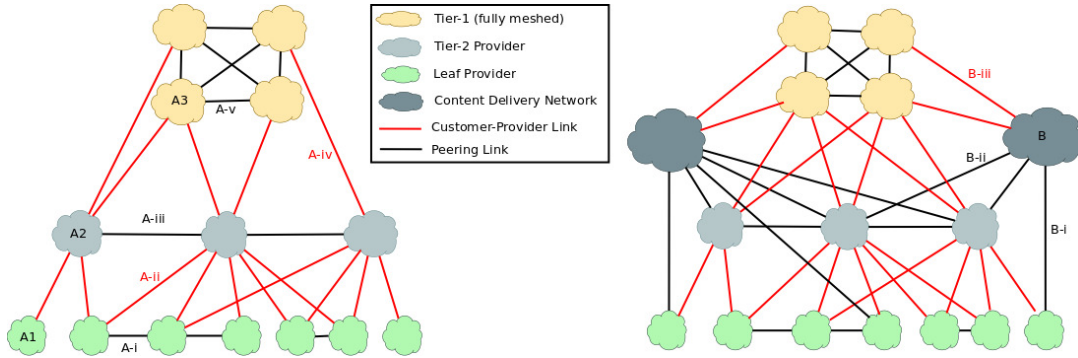 Tier-1 (fully meshed)
Tier-2 Provider
Leaf Provider
Content Delivery Network
Customer-Provider Link
Peering Link
A3
A-v
A-iv
A2
A-iii
A-ii
A1
A-i
B-iii
B
B-ii
B-i